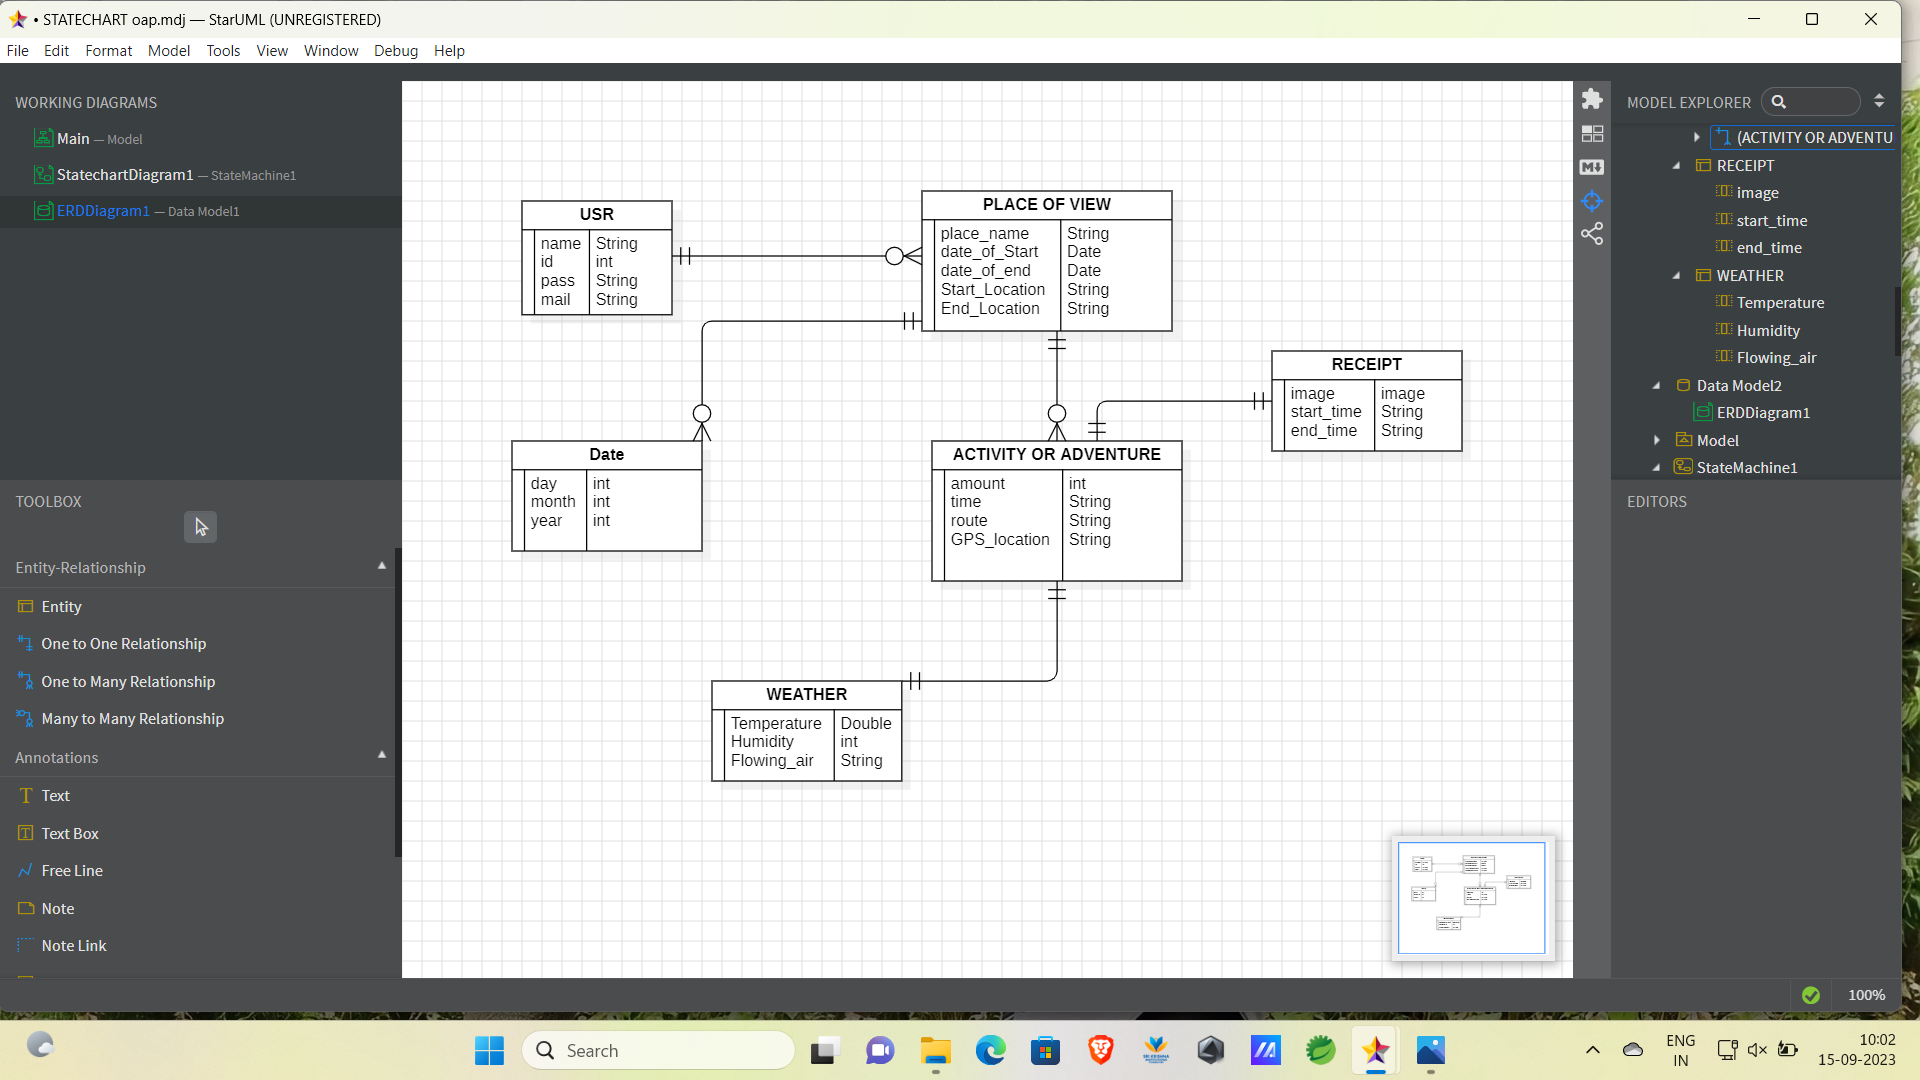 • STATECHART oap.mdj — StarUML (UNREGISTERED)
File Edit Format Model Tools View Window Debug Help
WORKING DIAGRAMS
Main — Model
StatechartDiagram1 — StateMachine1
ERDDiagram1 — Data Model1
TOOLBOX
Entity-Relationship
Entity
One to One Relationship
One to Many Relationship
Many to Many Relationship
Annotations
Text
Text Box
Free Line
Note
Note Link
USR
name String
id int
pass String
mail String
PLACE OF VIEW
place_name String
date_of_Start Date
date_of_end Date
Start_Location String
End_Location String
RECEIPT
image image
start_time String
end_time String
Date
day int
month int
year int
ACTIVITY OR ADVENTURE
amount int
time String
route String
GPS_location String
WEATHER
Temperature Double
Humidity int
Flowing_air String
MODEL EXPLORER
(ACTIVITY OR ADVENTU
RECEIPT
image
start_time
end_time
WEATHER
Temperature
Humidity
Flowing_air
Data Model2
ERDDiagram1
Model
StateMachine1
EDITORS
100%
Search
ENG
IN
10:02
15-09-2023